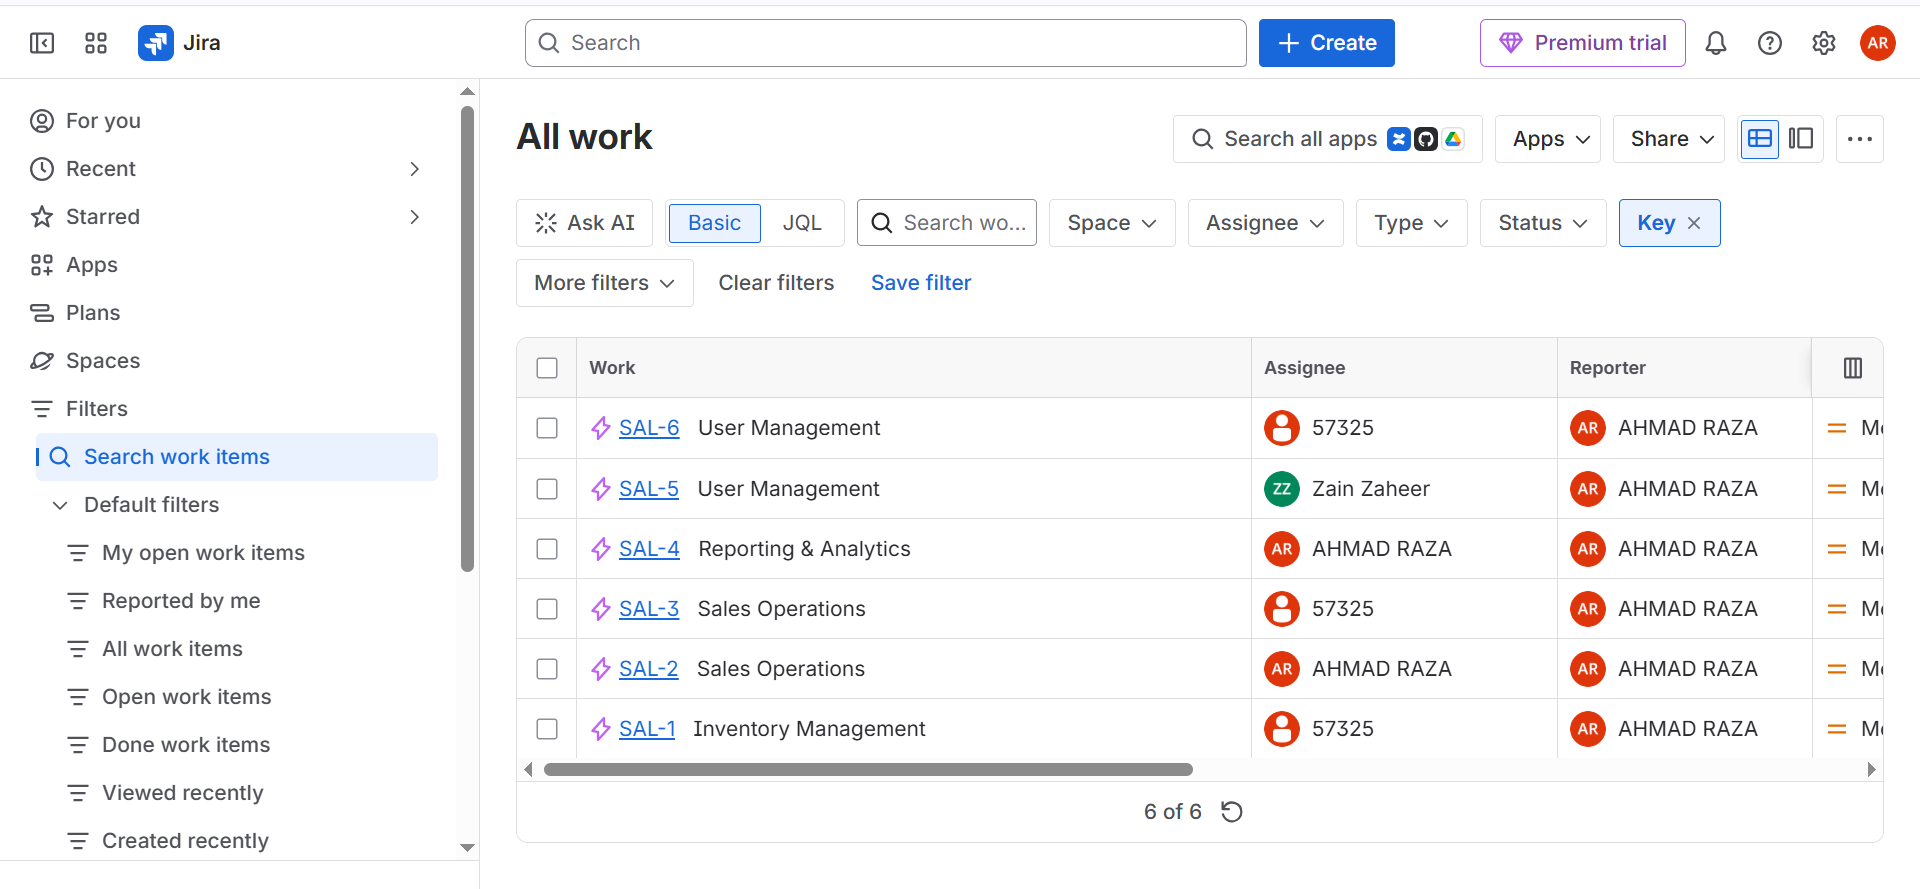 Jira
Search
Create
Premium trial
AR
For you
Recent
Starred
Apps
Plans
Spaces
Filters
Search work items
Default filters
My open work items
Reported by me
All work items
Open work items
Done work items
Viewed recently
Created recently
All work
Search all apps
Apps
Share
Ask AI
Basic
JQL
Search wo...
Space
Assignee
Type
Status
Key
More filters
Clear filters
Save filter
Work Assignee Reporter
SAL-6 User Management 57325 AR AHMAD RAZA
SAL-5 User Management ZZ Zain Zaheer AR AHMAD RAZA
SAL-4 Reporting & Analytics AR AHMAD RAZA AR AHMAD RAZA
SAL-3 Sales Operations 57325 AR AHMAD RAZA
SAL-2 Sales Operations AR AHMAD RAZA AR AHMAD RAZA
SAL-1 Inventory Management 57325 AR AHMAD RAZA
6 of 6